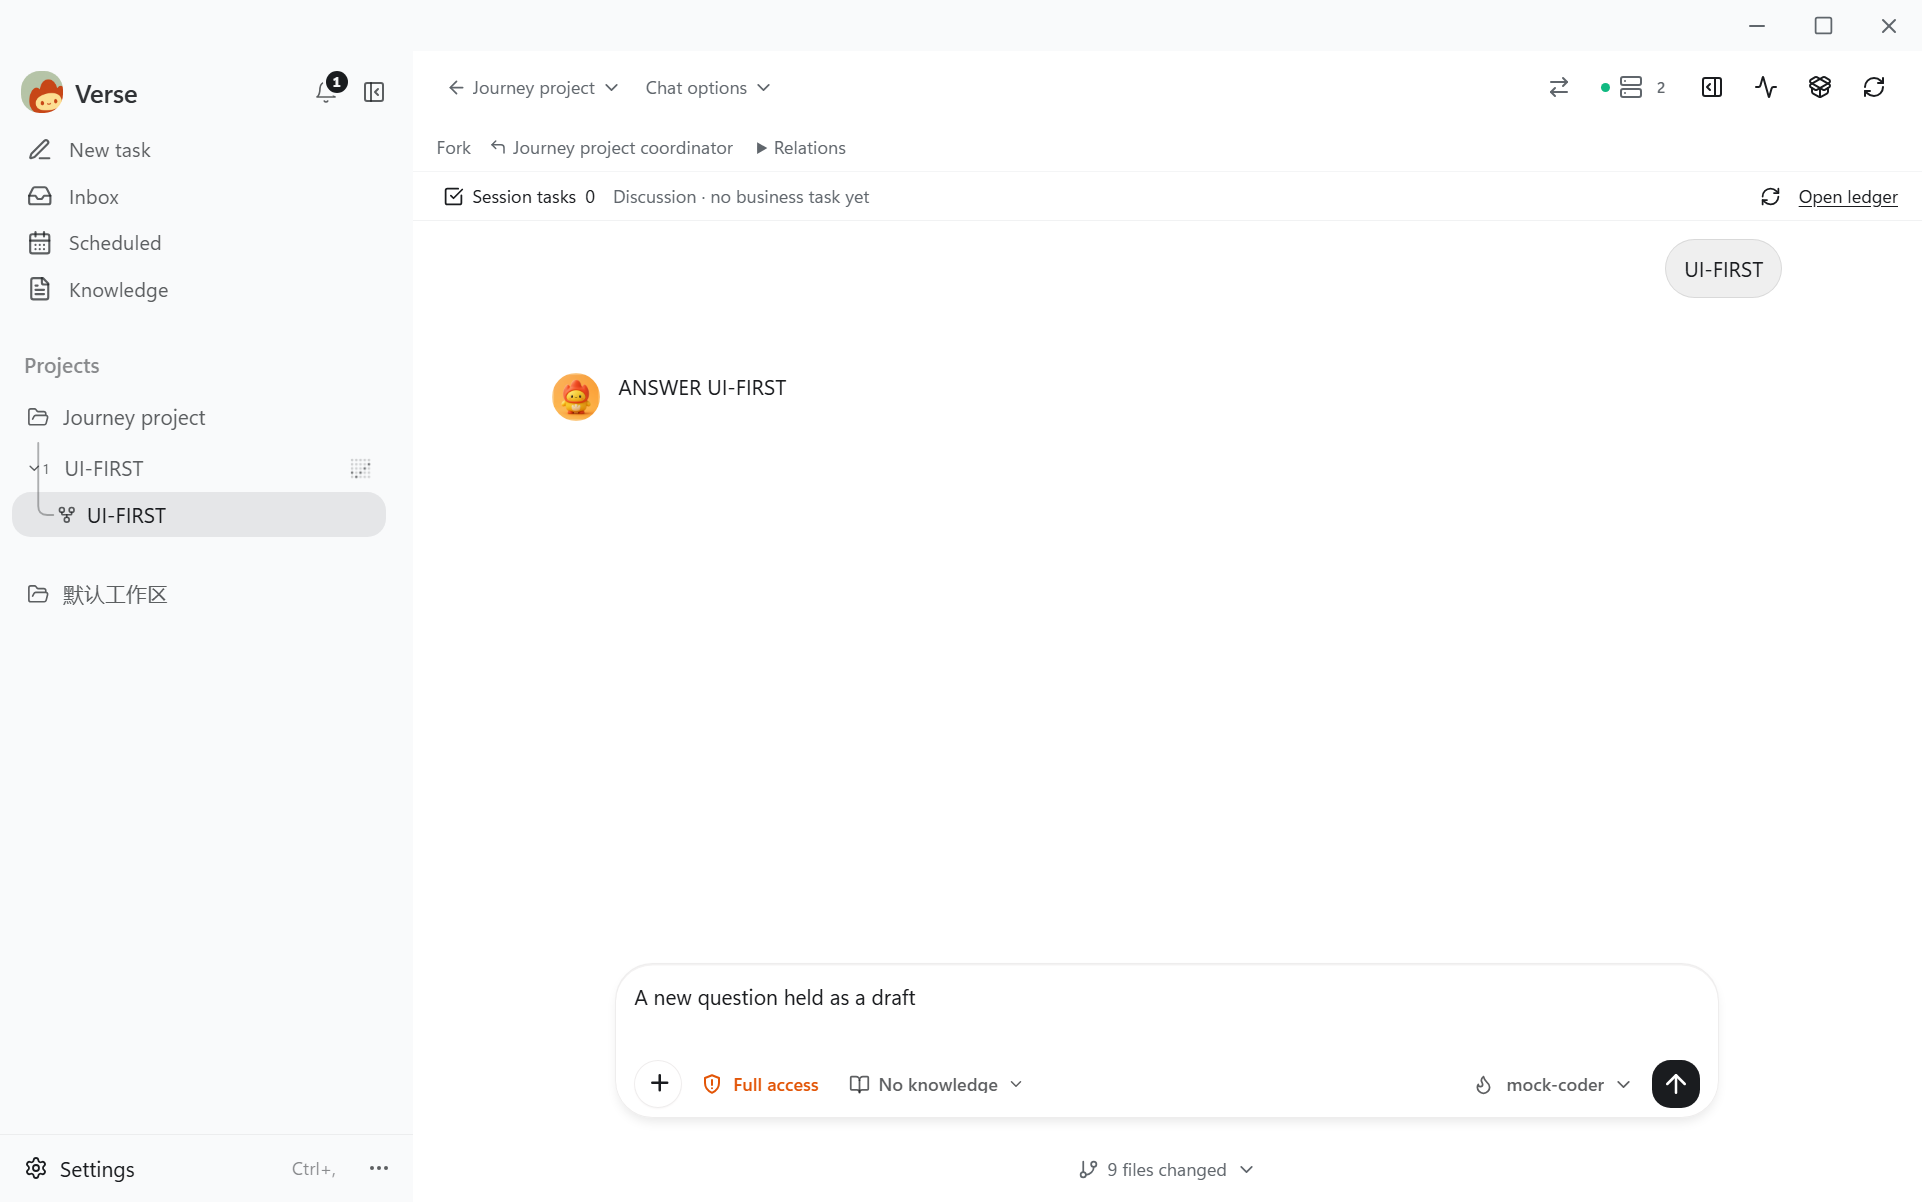 Verse
1
New task
Inbox
Scheduled
Knowledge
Projects
Journey project
1 UI-FIRST
UI-FIRST
默认工作区
Settings Ctrl+,
Journey project Chat options 2
Fork Journey project coordinator Relations
Session tasks 0 Discussion · no business task yet Open ledger
UI-FIRST
ANSWER UI-FIRST
A new question held as a draft
Full access No knowledge mock-coder
9 files changed